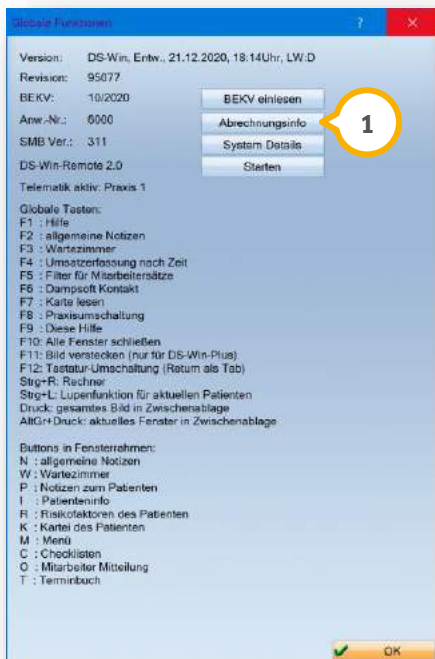 Globale Funktionen ? ×
Version: DS-Win, Entw., 21.12.2020, 18:14Uhr, LW:D
Revision: 95077
BEKV: 10/2020 BEKV einlesen
Anw.-Nr.: 6000 Abrechnungsinfo 1
SMB Ver.: 311 System Details
DS-Win-Remote 2.0 Starten
Telematik aktiv: Praxis 1
Globale Tasten:
F1 : Hilfe
F2 : allgemeine Notizen
F3 : Wartezimmer
F4 : Umsatzerfassung nach Zeit
F5 : Filter für Mitarbeitersätze
F6 : Dampsoft Kontakt
F7 : Karte lesen
F8 : Praxisumschaltung
F9 : Diese Hilfe
F10: Alle Fenster schließen
F11: Bild verstecken (nur für DS-Win-Plus)
F12: Tastatur-Umschaltung (Return als Tab)
Strg+R: Rechner
Strg+L: Lupenfunktion für aktuellen Patienten
Druck: gesamtes Bild in Zwischenablage
AltGr+Druck: aktuelles Fenster in Zwischenablage
Buttons in Fensterrahmen:
N : allgemeine Notizen
W : Wartezimmer
P : Notizen zum Patienten
I : Patienteninfo
R : Risikofaktoren des Patienten
K : Kartei des Patienten
M : Menü
C : Checklisten
O : Mitarbeiter Mitteilung
T : Terminbuch
OK